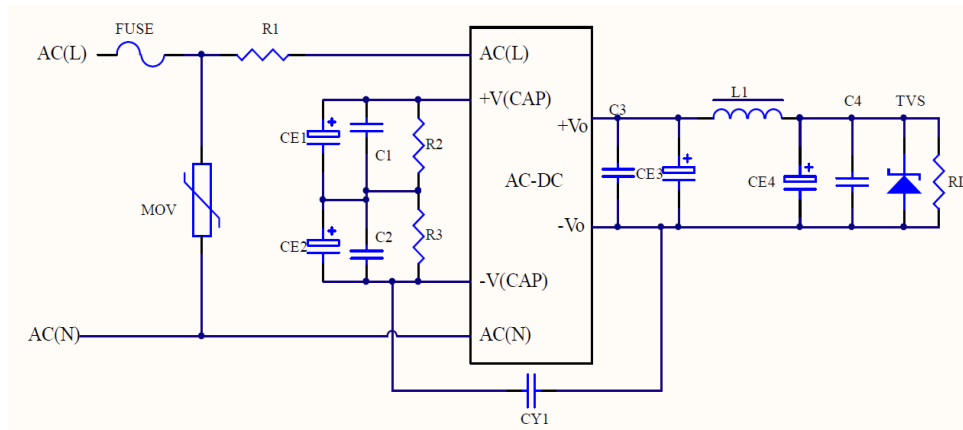 FUSE
R1
AC(L)
AC(L)
+V(CAP)
CE1
C1
R2
C3
L1
C4
TVS
+Vo
AC-DC
CE3
CE4
MOV
CE2
C2
R3
-Vo
-V(CAP)
AC(N)
AC(N)
CY1